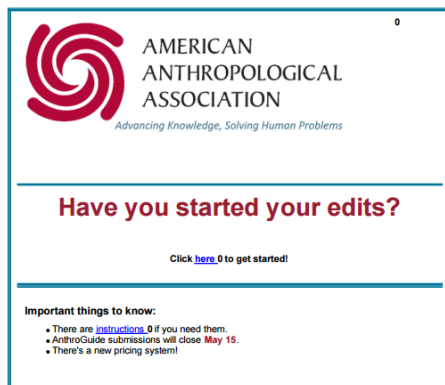 0
AMERICAN
ANTHROPOLOGICAL
ASSOCIATION
Advancing Knowledge, Solving Human Problems
Have you started your edits?
Click here 0 to get started!
Important things to know:
• There are instructions 0 if you need them.
• AnthroGuide submissions will close May 15.
• There's a new pricing system!